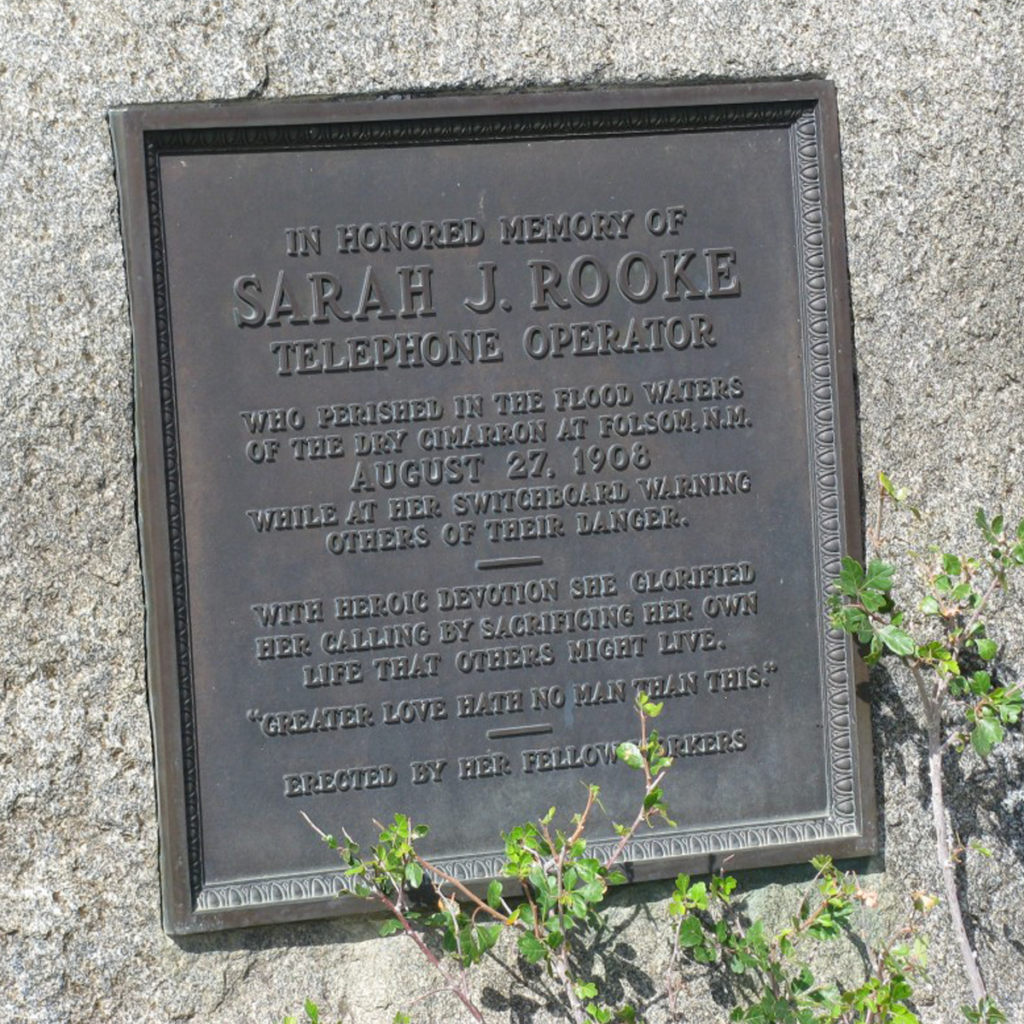 IN HONORED MEMORY OF
SARAH J. ROOKE
TELEPHONE OPERATOR
WHO PERISHED IN THE FLOOD WATERS
OF THE DRY CIMARRON AT FOLSOM, N.M.
AUGUST 27, 1908
WHILE AT HER SWITCHBOARD WARNING
OTHERS OF THEIR DANGER.
WITH HEROIC DEVOTION SHE GLORIFIED
HER CALLING BY SACRIFICING HER OWN
LIFE THAT OTHERS MIGHT LIVE.
"GREATER LOVE HATH NO MAN THAN THIS."
ERECTED BY HER FELLOW WORKERS